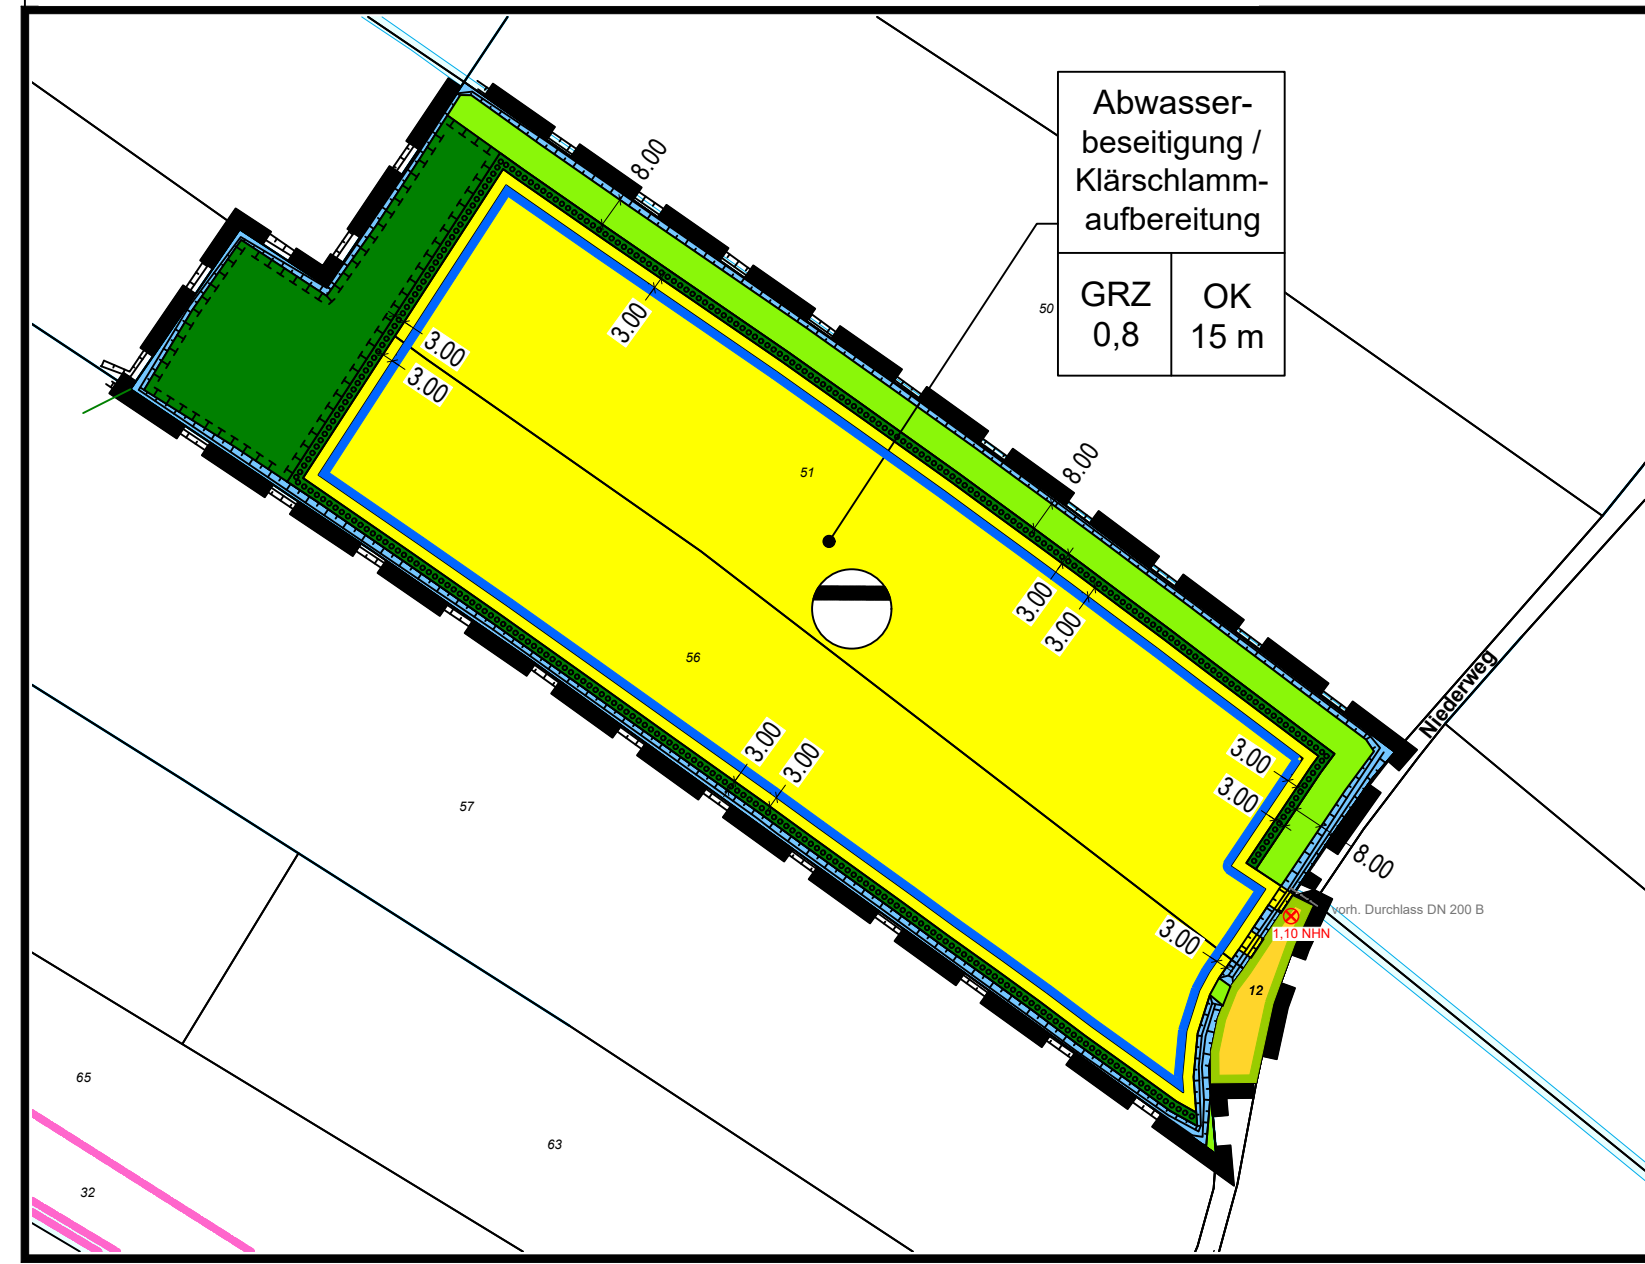 Abwasser-
beseitigung /
Klärschlamm-
aufbereitung
GRZ
0,8
OK
15 m
8.00
50
3.00
3.00
3.00
51
8.00
3.00
3.00
56
Niederweg
3.00
3.00
3.00
3.00
8.00
57
vorh. Durchlass DN 200 B
1,10 NHN
3.00
12
65
63
32